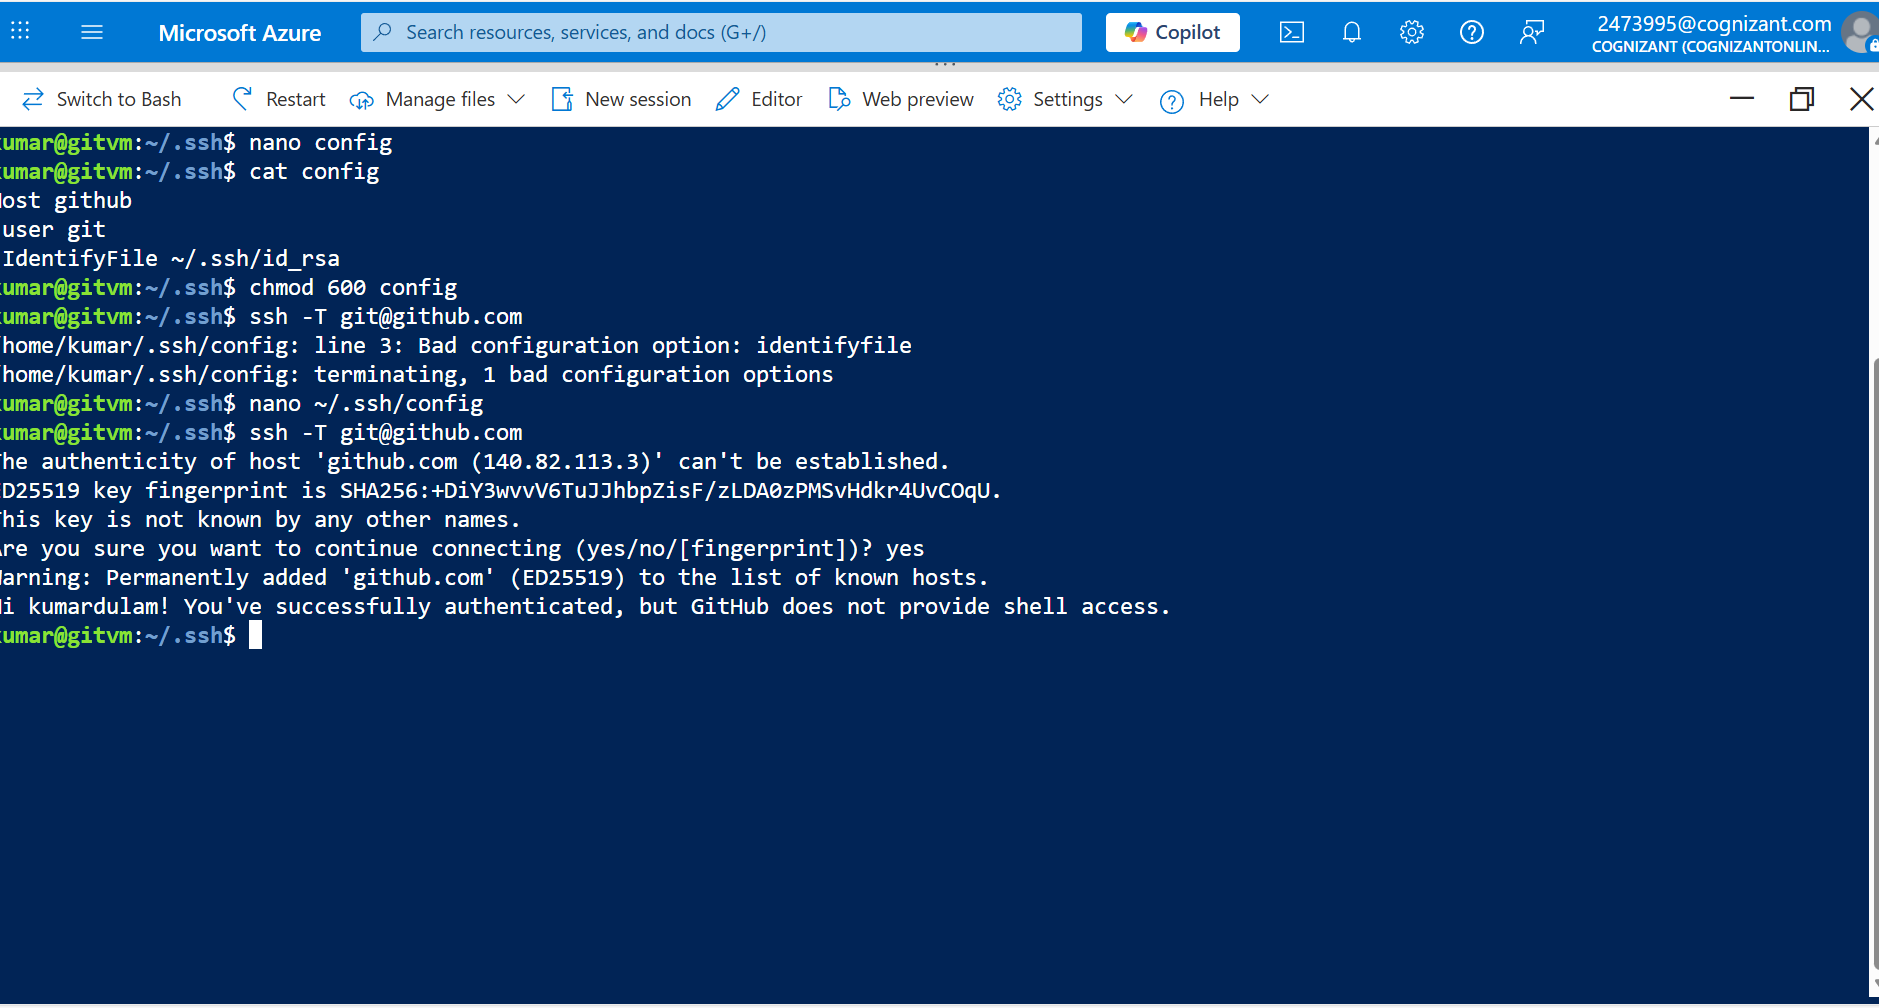 Microsoft Azure
Search resources, services, and docs (G+/)
Copilot
2473995@cognizant.com
COGNIZANT (COGNIZANTONLIN...
Switch to Bash
Restart
Manage files
New session
Editor
Web preview
Settings
Help
umar@gitvm:~/.ssh$ nano config
umar@gitvm:~/.ssh$ cat config
ost github
user git
IdentifyFile ~/.ssh/id_rsa
umar@gitvm:~/.ssh$ chmod 600 config
umar@gitvm:~/.ssh$ ssh -T git@github.com
home/kumar/.ssh/config: line 3: Bad configuration option: identifyfile
home/kumar/.ssh/config: terminating, 1 bad configuration options
umar@gitvm:~/.ssh$ nano ~/.ssh/config
umar@gitvm:~/.ssh$ ssh -T git@github.com
he authenticity of host 'github.com (140.82.113.3)' can't be established.
D25519 key fingerprint is SHA256:+DiY3wvvV6TuJJhbpZisF/zLDA0zPMSvHdkr4UvCOqU.
his key is not known by any other names.
re you sure you want to continue connecting (yes/no/[fingerprint])? yes
arning: Permanently added 'github.com' (ED25519) to the list of known hosts.
i kumardulam! You've successfully authenticated, but GitHub does not provide shell access.
umar@gitvm:~/.ssh$